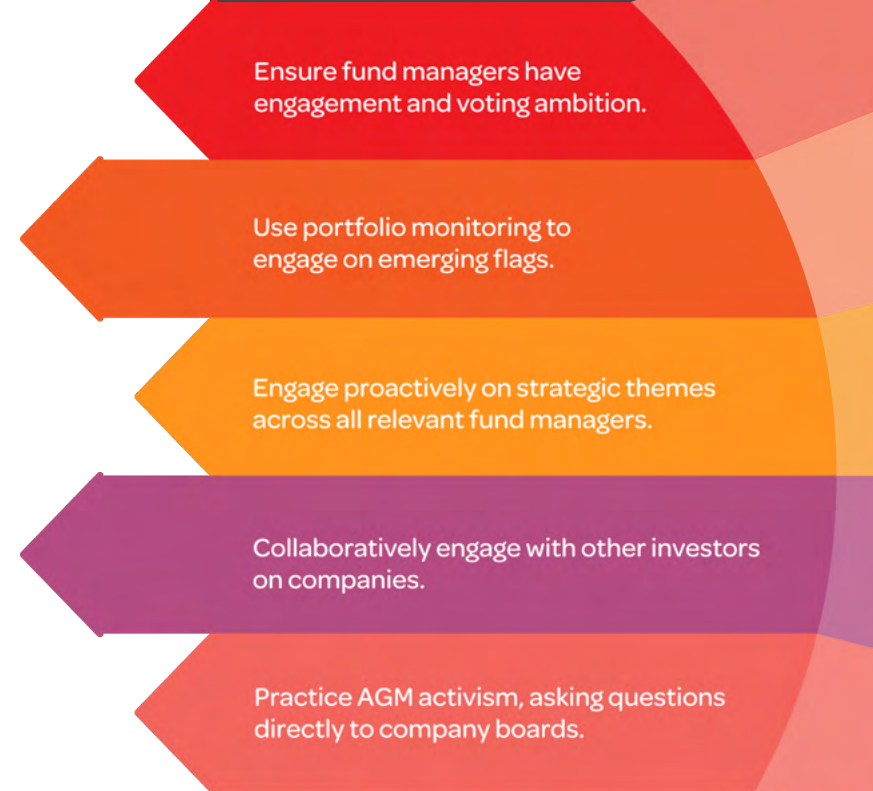 Ensure fund managers have
engagement and voting ambition.
Use portfolio monitoring to
engage on emerging flags.
Engage proactively on strategic themes
across all relevant fund managers.
Collaboratively engage with other investors
on companies.
Practice AGM activism, asking questions
directly to company boards.